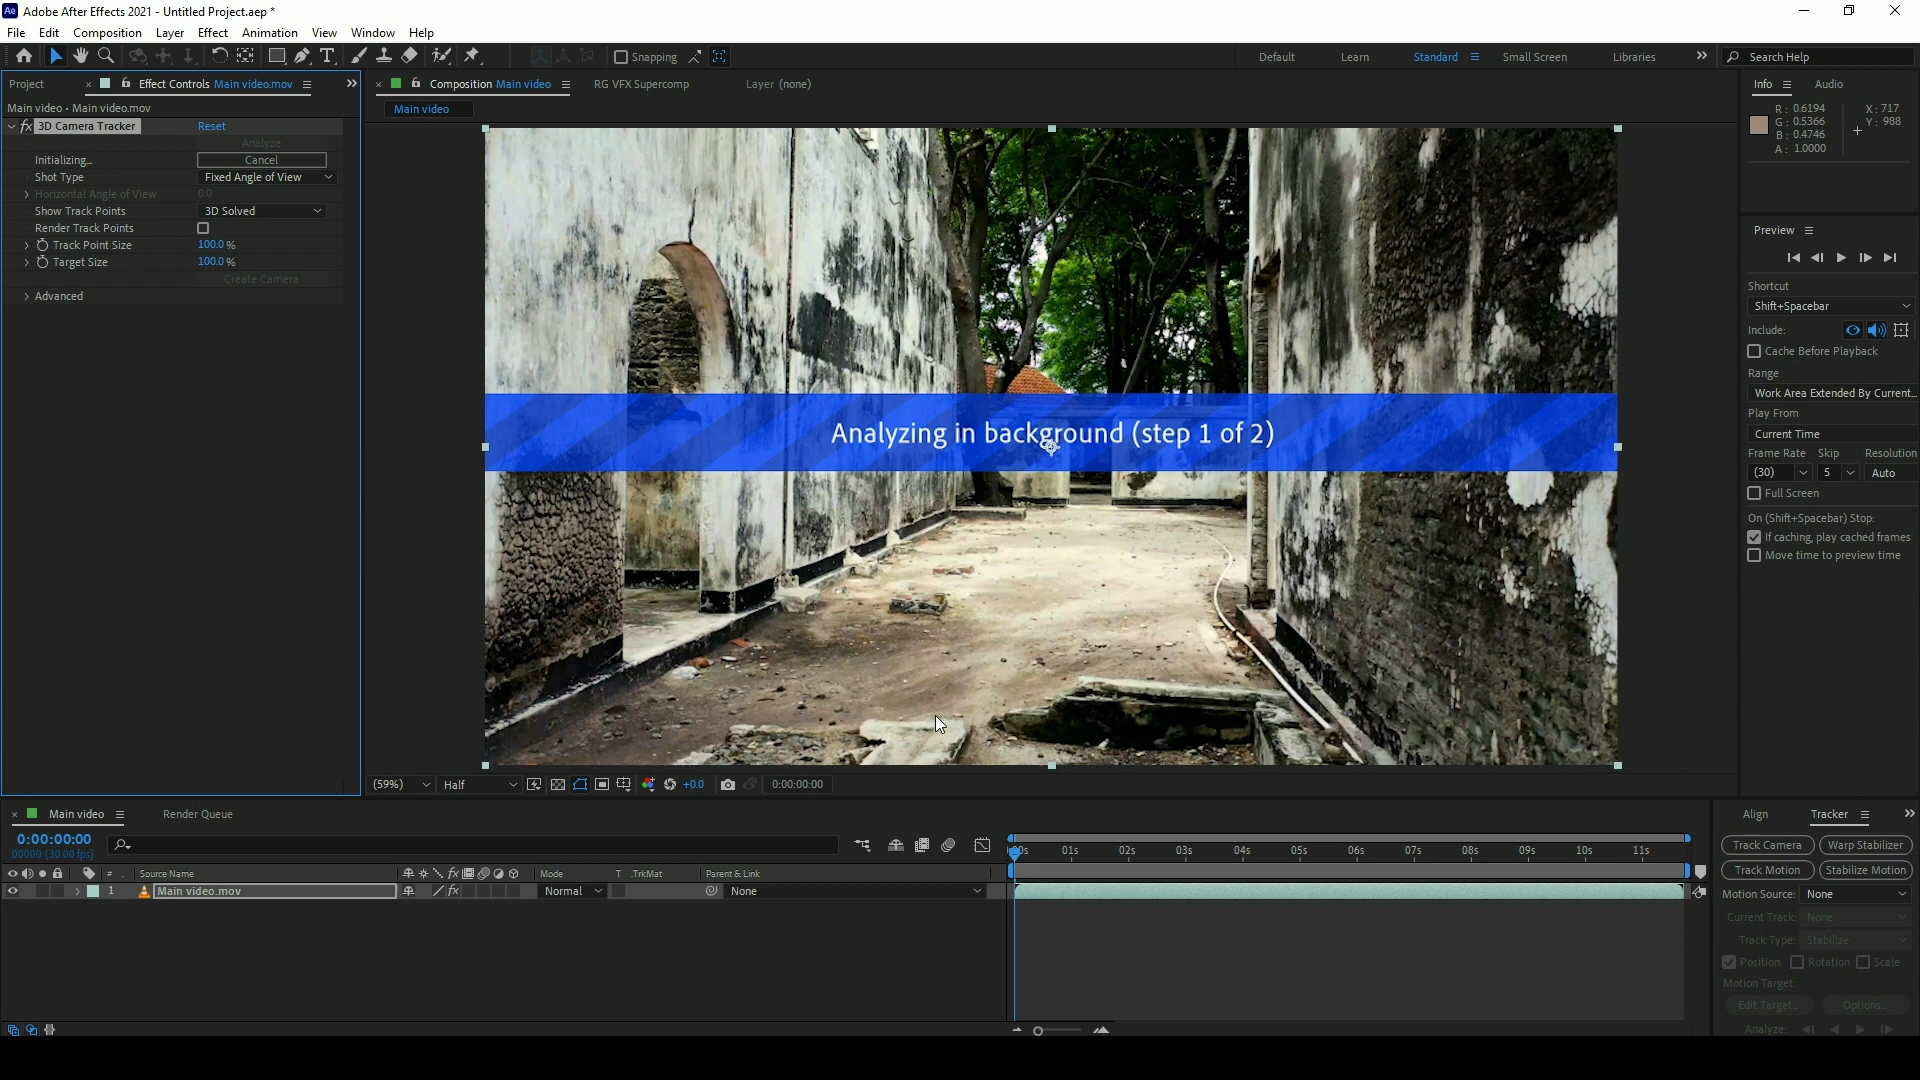 Ae Adobe After Effects 2021 - Untitled Project.aep *
File Edit Composition Layer Effect Animation View Window Help
Snapping Default Learn Standard Small Screen Libraries Search Help
Project Effect Controls Main video.mov
Main video • Main video.mov
fx 3D Camera Tracker Reset
Analyze
Initializing... Cancel
Shot Type Fixed Angle of View
Horizontal Angle of View 0.0
Show Track Points 3D Solved
Render Track Points
Track Point Size 100.0 %
Target Size 100.0 %
Create Camera
Advanced
Composition Main video RG VFX Supercomp Layer (none)
Main video
Analyzing in background (step 1 of 2)
(59%) Half +0.0 0:00:00:00
Info Audio
R: 0.6194 X: 717
G: 0.5366 Y: 988
B: 0.4746
A: 1.0000
Preview
Shortcut
Shift+Spacebar
Include:
Cache Before Playback
Range
Work Area Extended By Current...
Play From
Current Time
Frame Rate Skip Resolution
(30) 5 Auto
Full Screen
On (Shift+Spacebar) Stop:
If caching, play cached frames
Move time to preview time
Main video Render Queue
0:00:00:00
00000 (30.00 fps)
# Source Name fx Mode T .TrkMat Parent & Link
1 Main video.mov fx Normal None
:00s 01s 02s 03s 04s 05s 06s 07s 08s 09s 10s 11s
Align Tracker
Track Camera Warp Stabilizer
Track Motion Stabilize Motion
Motion Source: None
Current Track: None
Track Type: Stabilize
Position Rotation Scale
Motion Target:
Edit Target... Options...
Analyze: